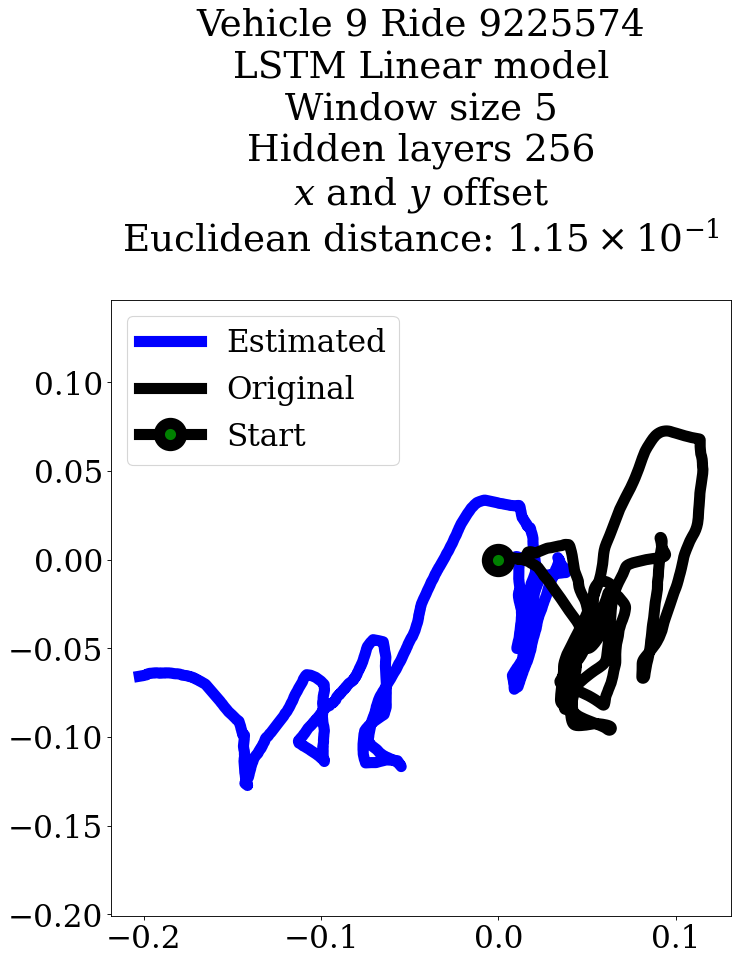 Vehicle 9 Ride 9225574
LSTM Linear model
Window size 5
Hidden layers 256
x and y offset
Euclidean distance: 1.15 × 10⁻¹
Estimated
Original
Start
0.10
0.05
0.00
−0.05
−0.10
−0.15
−0.20
−0.2 −0.1 0.0 0.1